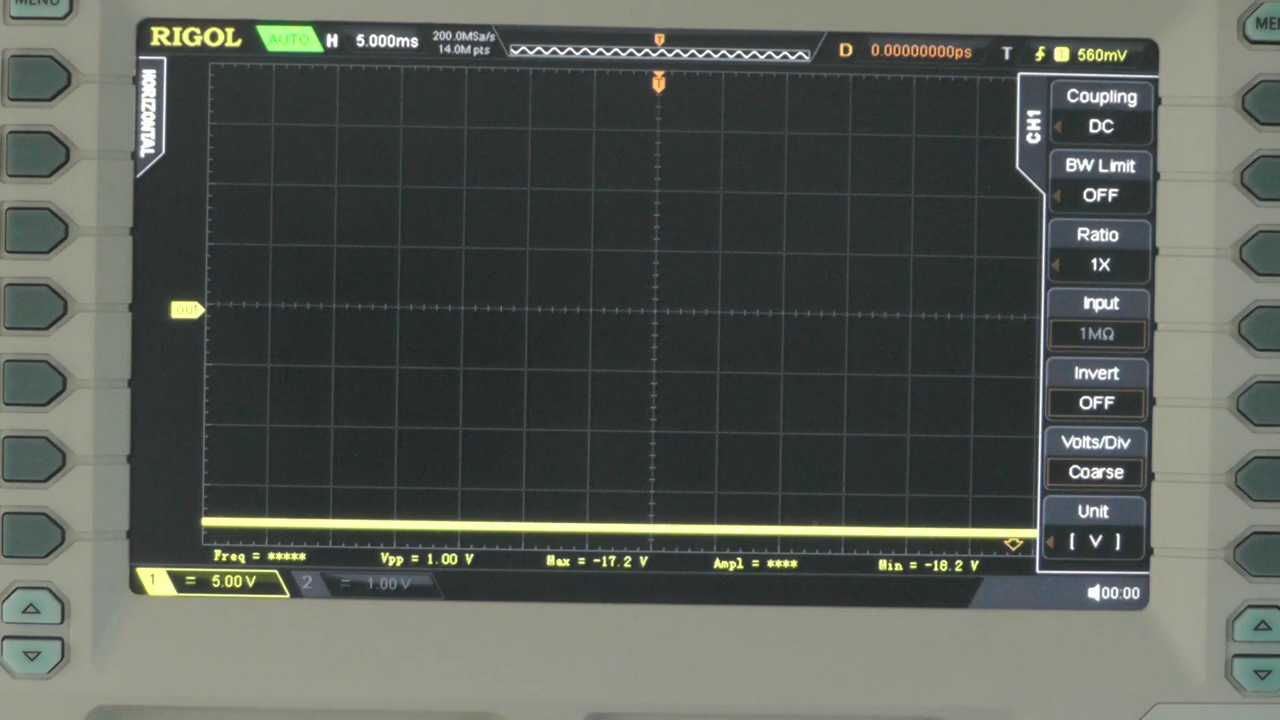 MENU
RIGOL AUTO H 5.000ms 200.0MSa/s 14.0M pts T D 0.00000000ps T 1 560mV
HORIZONTAL
T
CH1
Coupling
DC
BW Limit
OFF
Ratio
1X
Input
1MΩ
Invert
OFF
Volts/Div
Coarse
Unit
[ V ]
out
Freq = ***** Vpp = 1.00 V Max = -17.2 V Ampl = **** Min = -18.2 V
1 = 5.00 V 2 = 1.00 V
00:00